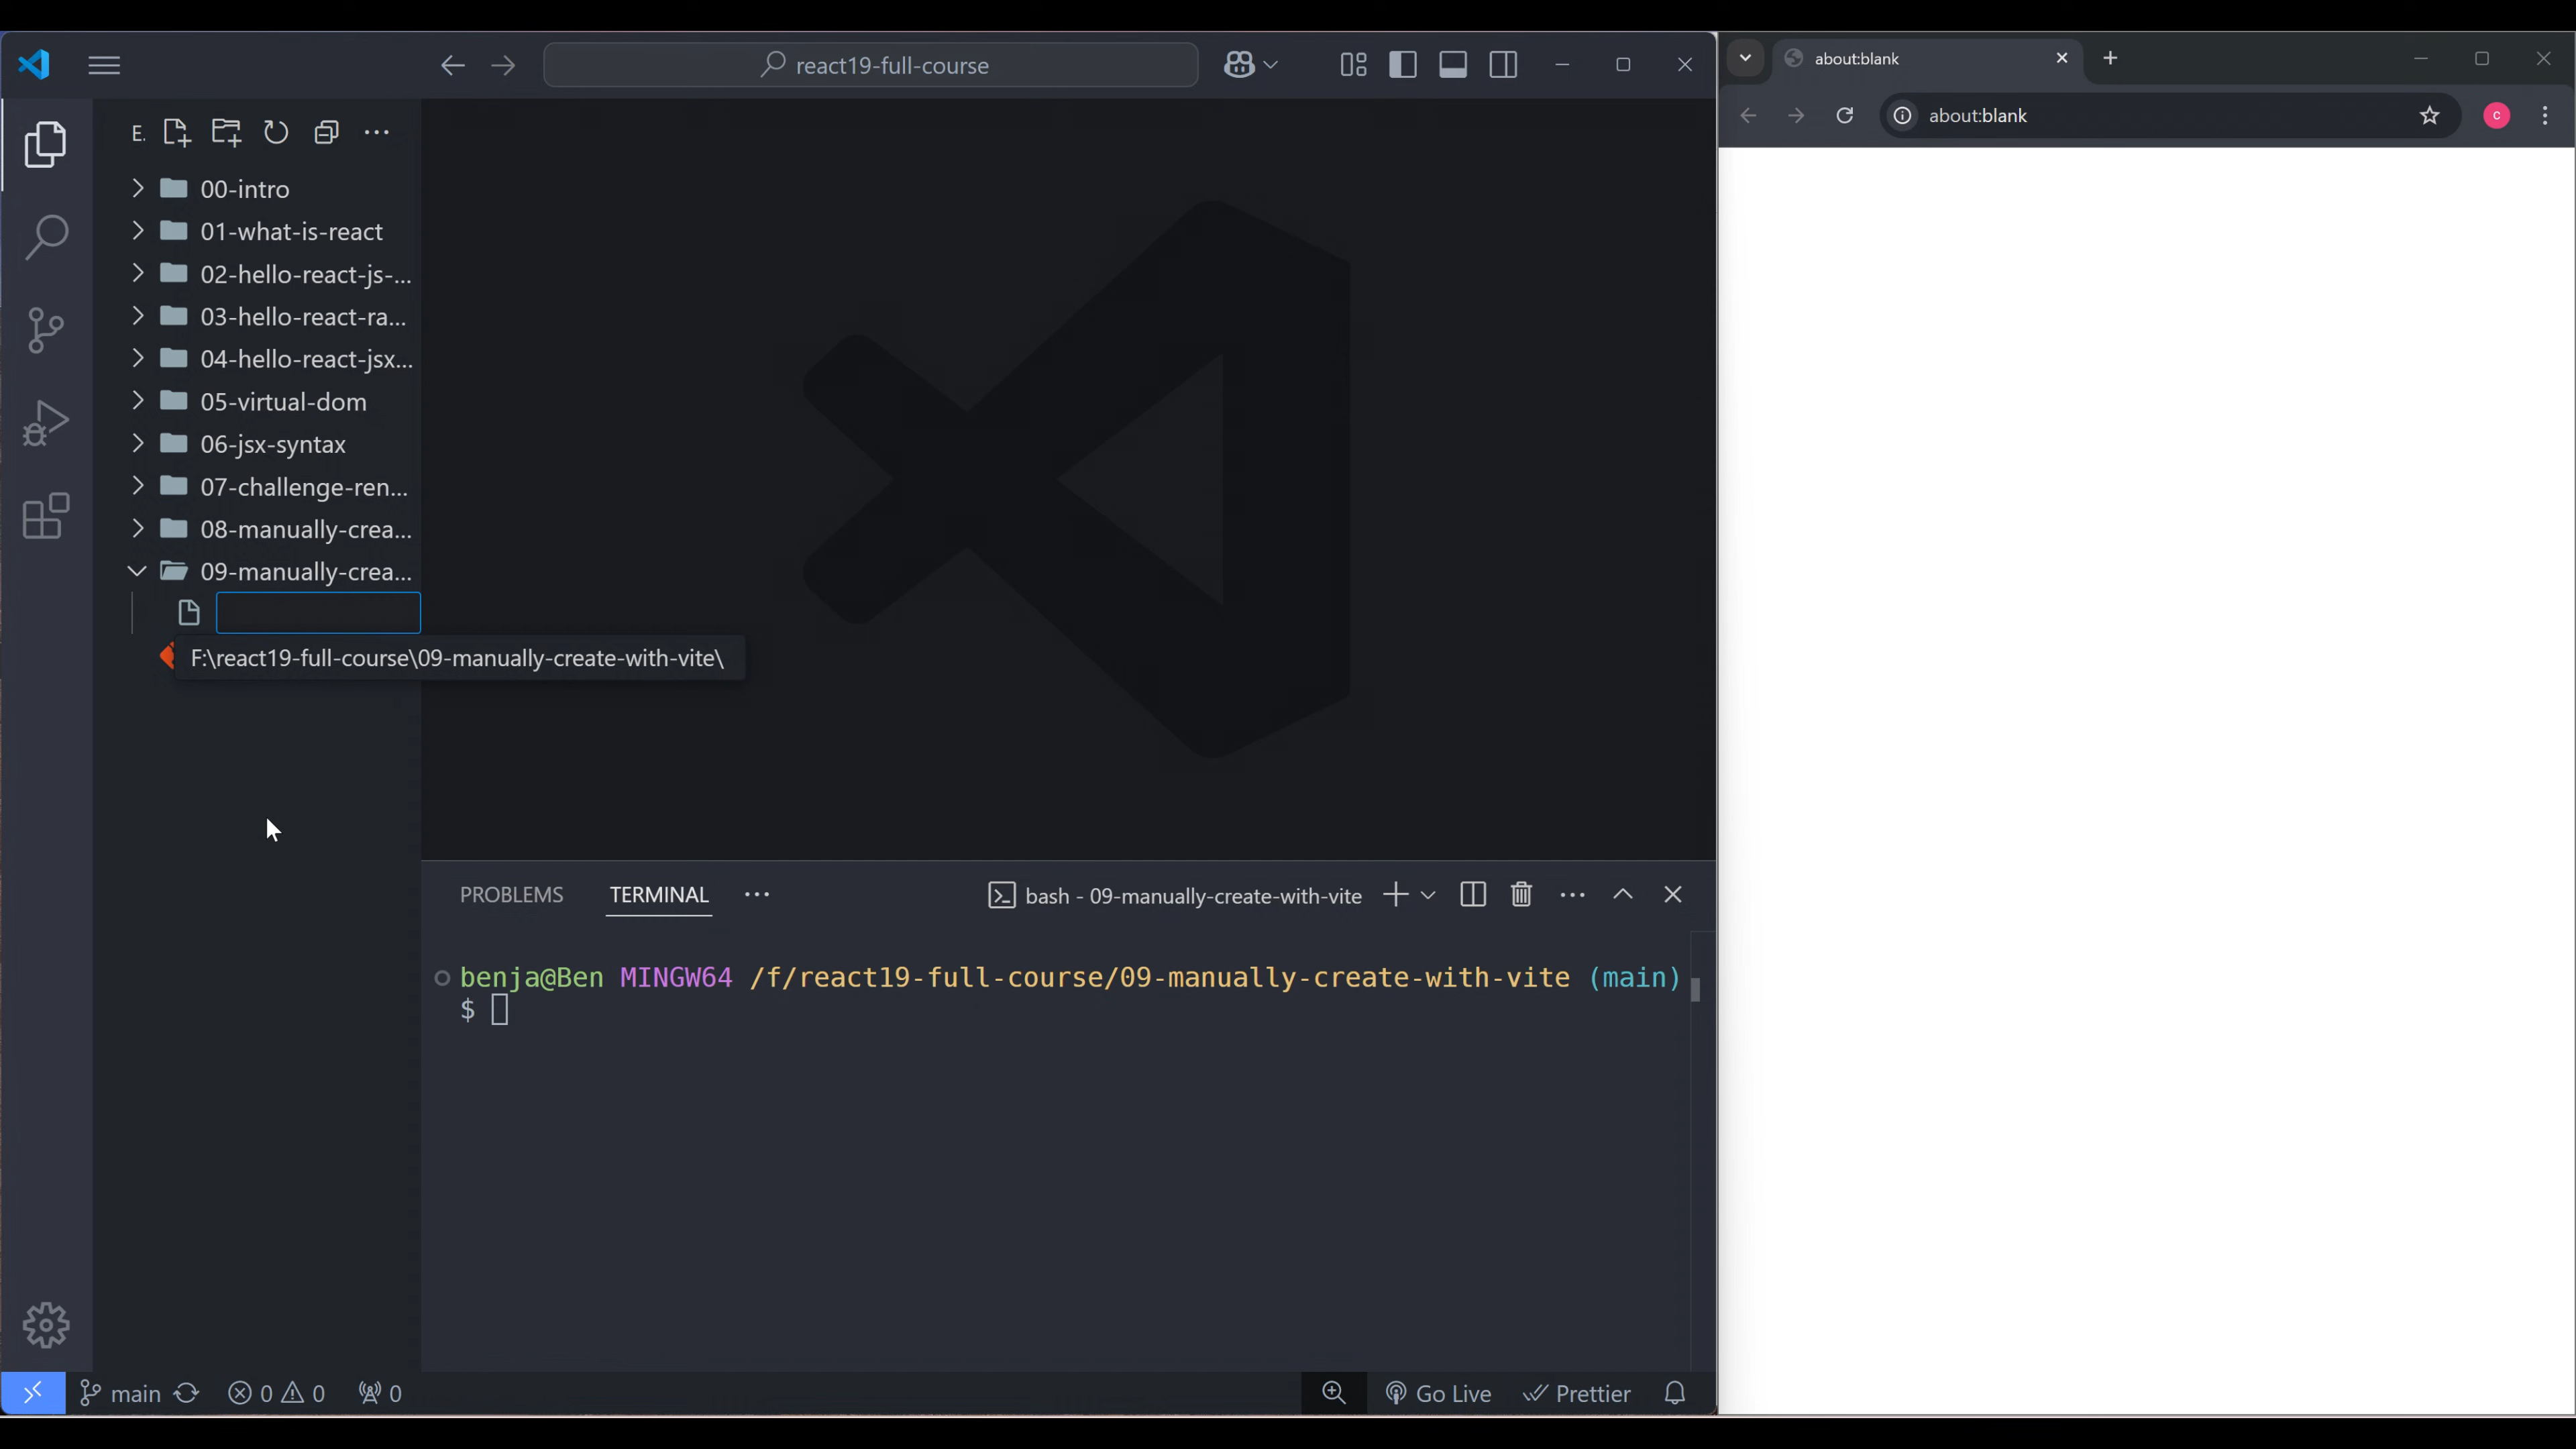 react19-full-course
about:blank
about:blank
C
E.
00-intro
01-what-is-react
02-hello-react-js-...
03-hello-react-ra...
04-hello-react-jsx...
05-virtual-dom
06-jsx-syntax
07-challenge-ren...
08-manually-crea...
09-manually-crea...
F:\react19-full-course\09-manually-create-with-vite\
PROBLEMS TERMINAL ... bash - 09-manually-create-with-vite
benja@Ben MINGW64 /f/react19-full-course/09-manually-create-with-vite (main)
$
main 0 0 0 Go Live Prettier